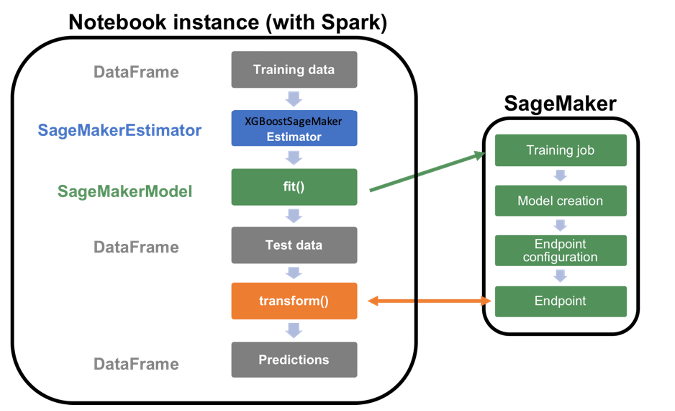 Notebook instance (with Spark)
DataFrame
Training data
SageMakerEstimator
XGBoostSageMaker
Estimator
SageMakerModel
fit()
DataFrame
Test data
transform()
DataFrame
Predictions
SageMaker
Training job
Model creation
Endpoint
configuration
Endpoint